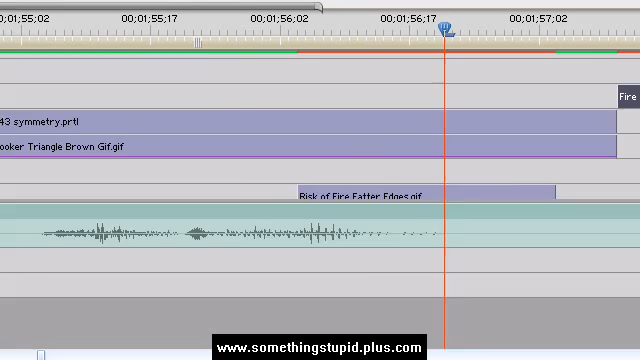 00;01;55;02 00;01;55;17 00;01;56;02 00;01;56;17 00;01;57;02
Fire
43 symmetry.prtl
ooker Triangle Brown Gif.gif
Risk of Fire Fatter Edges.gif
www.somethingstupid.plus.com